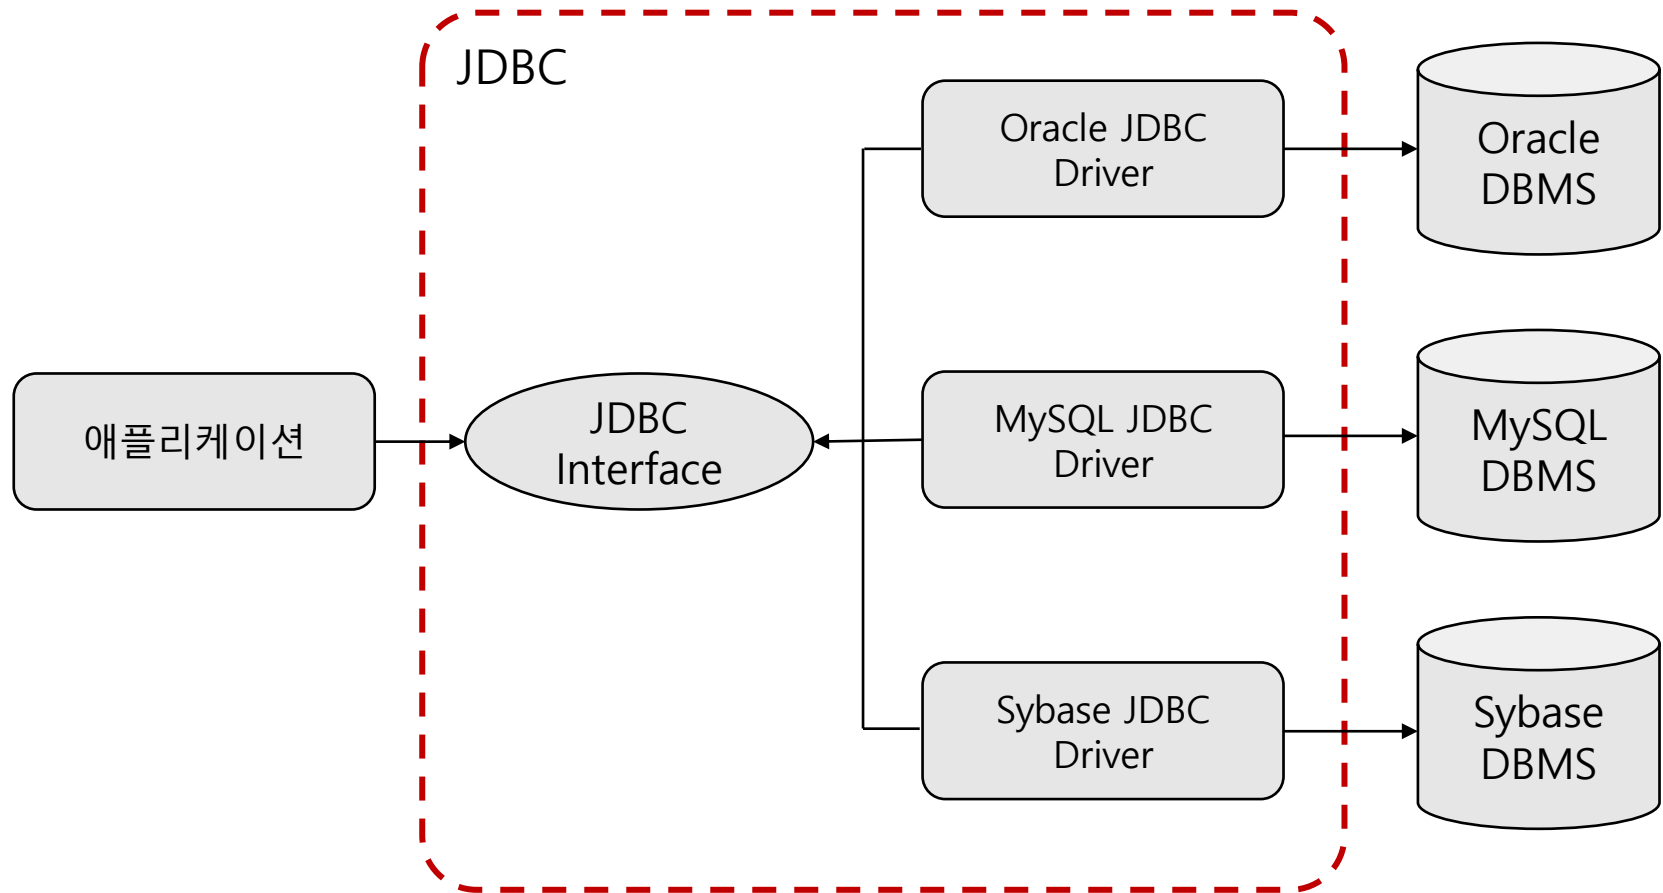 JDBC
Oracle JDBC
Driver
Oracle
DBMS
애플리케이션
JDBC
Interface
MySQL JDBC
Driver
MySQL
DBMS
Sybase JDBC
Driver
Sybase
DBMS